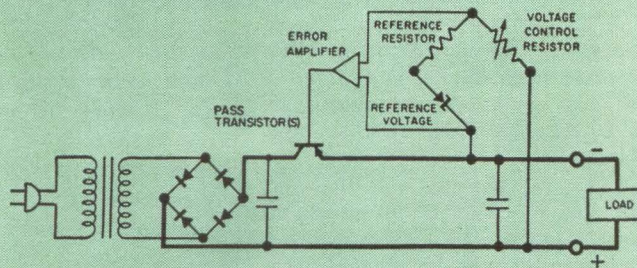 REFERENCE
RESISTOR
VOLTAGE
CONTROL
RESISTOR
ERROR
AMPLIFIER
REFERENCE
VOLTAGE
PASS
TRANSISTOR(S)
−
LOAD
+